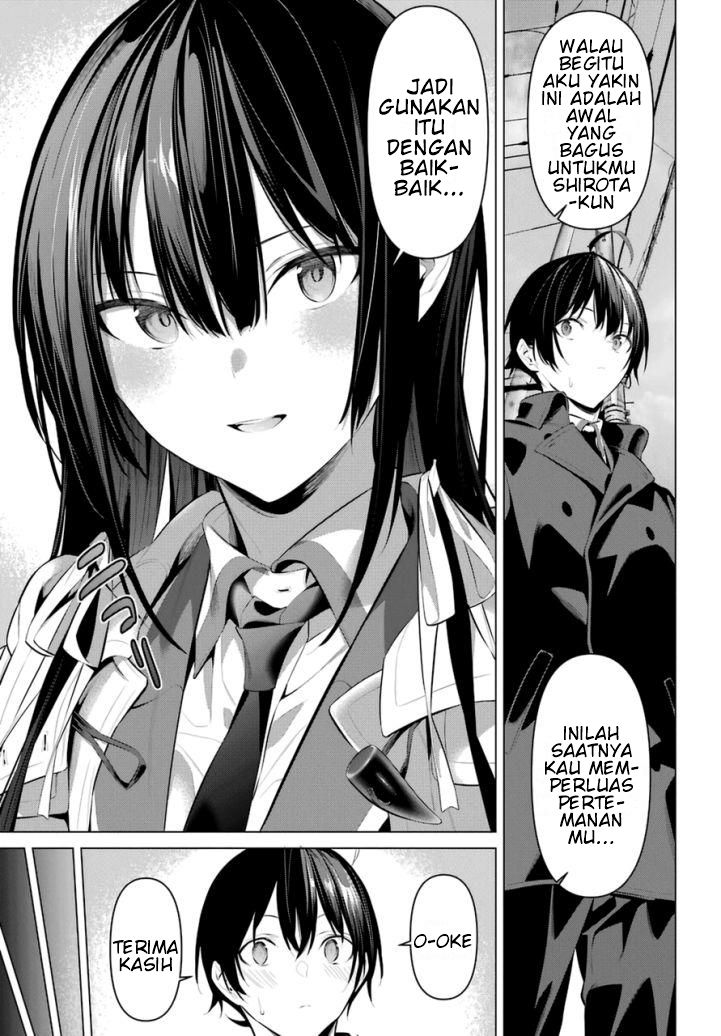 WALAU
BEGITU
AKU YAKIN
INI ADALAH
AWAL
YANG
BAGUS
UNTUKMU
SHIROTA
-KUN
INILAH
SAATNYA
KAU MEM-
PERLUAS
PERTE-
MANAN
MU...
JADI
GUNAKAN
ITU
DENGAN
BAIK-
BAIK...
O-OKE
TERIMA
KASIH